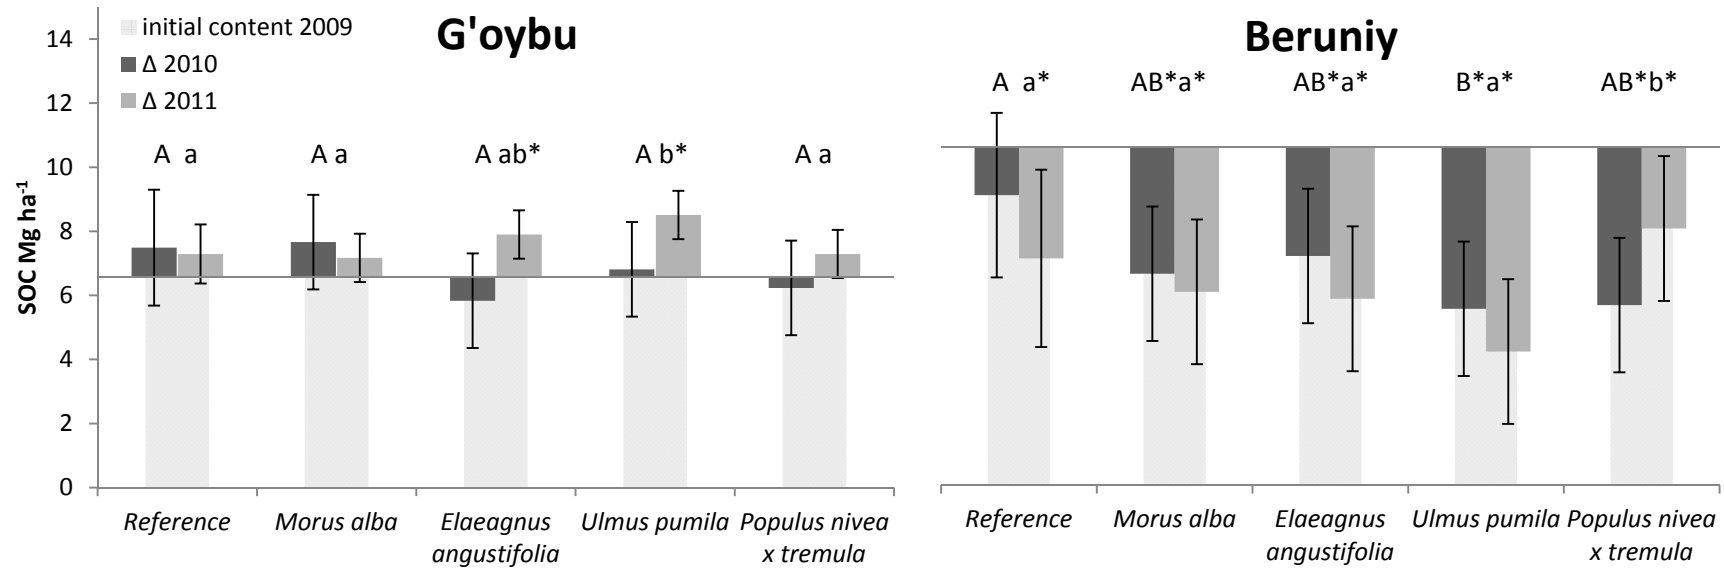 initial content 2009
Δ 2010
Δ 2011
G'oybu
Beruniy
SOC Mg ha-1
14
12
10
8
6
4
2
0
A a
A a
A ab*
A b*
A a
A a*
AB*a*
AB*a*
B*a*
AB*b*
Reference
Morus alba
Elaeagnus
angustifolia
Ulmus pumila
Populus nivea
x tremula
Reference
Morus alba
Elaeagnus
angustifolia
Ulmus pumila
Populus nivea
x tremula